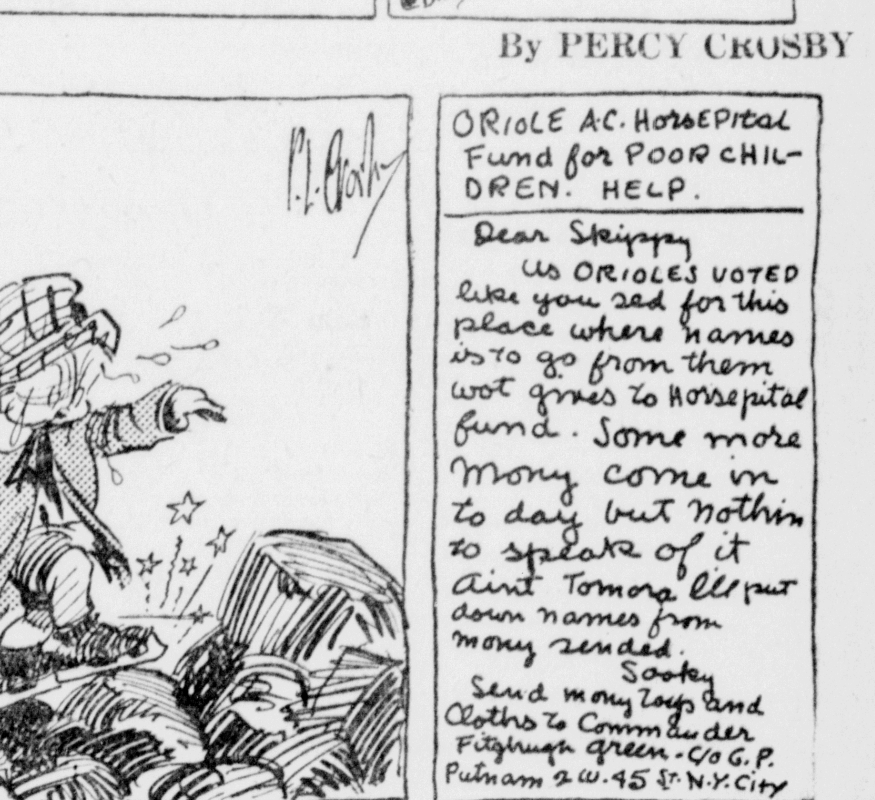 By PERCY CROSBY
P.L. Crosby
ORIOLE A.C. HorsEPital
Fund for POOR CHIL-
DREN. HELP.
Dear Skippy
us ORIOLES VOTED
like you sed for this
place where names
is to go from them
wot gives to Horsepital
fund. Some more
mony come in
to day but nothin
to speak of it
aint Tomora Ill put
down names from
mony sended.
Sooky
Send mony toys and
Cloths to Commander
Fitzhugh Green - c/o G.P.
Putnam 2 W. 45 St. N.Y. City